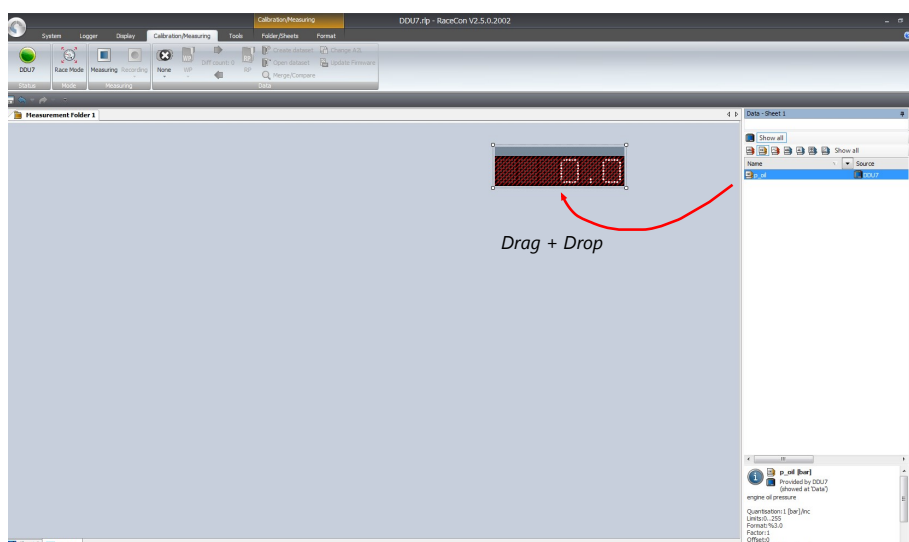 Calibration/Measuring
DDU7.rlp - RaceCon V2.5.0.2002
System Logger Display Calibration/Measuring Tools Folder/Sheets Format
Create dataset Change A2L
Diff count: 0 Open dataset Update Firmware
DDU7 Race Mode Measuring Recording None WP RP Merge/Compare
Status Mode Measuring Data
Measurement Folder 1
Data - Sheet 1
Show all
Show all
Name Source
p_oil DDU7
0.0
Drag + Drop
p_oil [bar]
Provided by DDU7
(showed at 'Data')
engine oil pressure
Quantisation:1 [bar]/inc
Limits:0..255
Format:%3.0
Factor:1
Offset:0